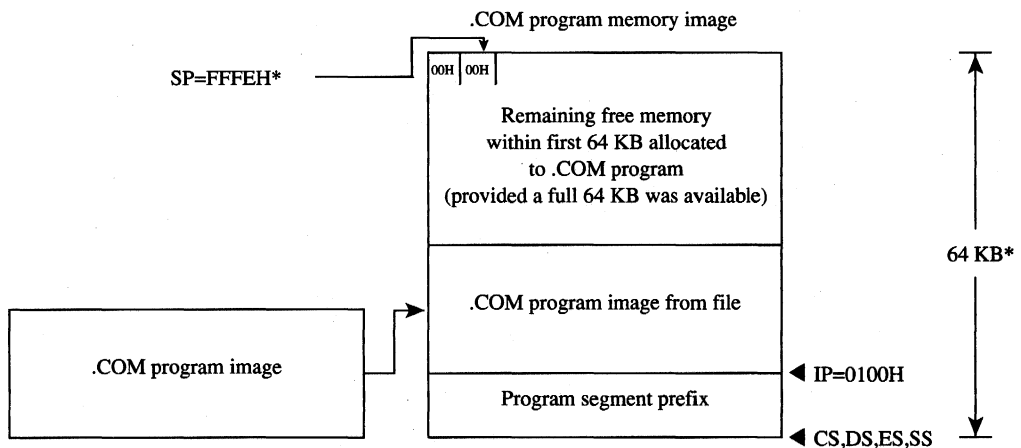 .COM program memory image
SP=FFFEH*
00H 00H
Remaining free memory
within first 64 KB allocated
to .COM program
(provided a full 64 KB was available)
64 KB*
.COM program image from file
.COM program image
IP=0100H
Program segment prefix
CS,DS,ES,SS